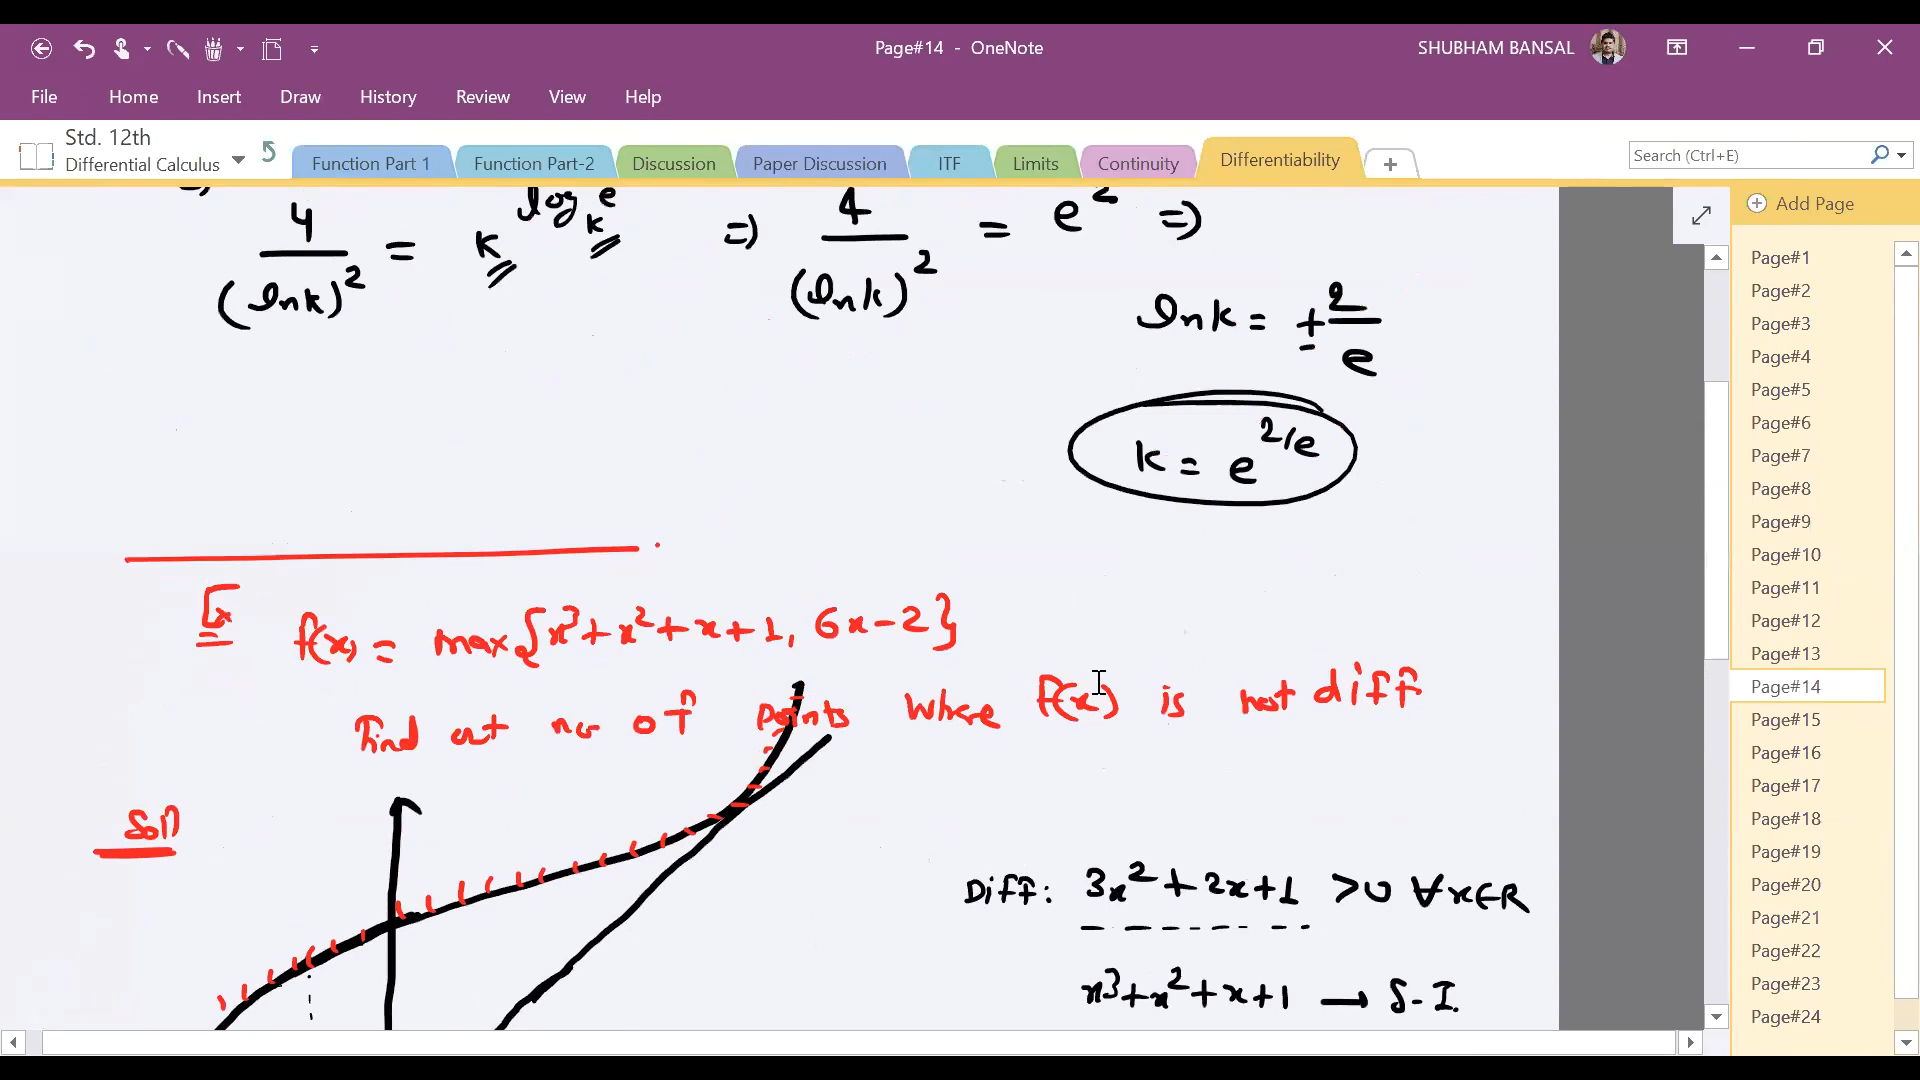 Page#14 - OneNote
SHUBHAM BANSAL
File Home Insert Draw History Review View Help
Std. 12th
Differential Calculus
Function Part 1 Function Part-2 Discussion Paper Discussion ITF Limits Continuity Differentiability
Search (Ctrl+E)
Add Page
Page#1
Page#2
Page#3
Page#4
Page#5
Page#6
Page#7
Page#8
Page#9
Page#10
Page#11
Page#12
Page#13
Page#14
Page#15
Page#16
Page#17
Page#18
Page#19
Page#20
Page#21
Page#22
Page#23
Page#24
4/(lnk)² = k^(log_k e) => 4/(lnk)² = e² =>
lnk = ±2/e
k = e^(2/e)
Ex f(x) = max{x³+x²+x+1, 6x-2}
Find out no of points where f(x) is not diff
Solⁿ
Diff: 3x²+2x+1 >0 ∀x∈R
x³+x²+x+1 → S-I.